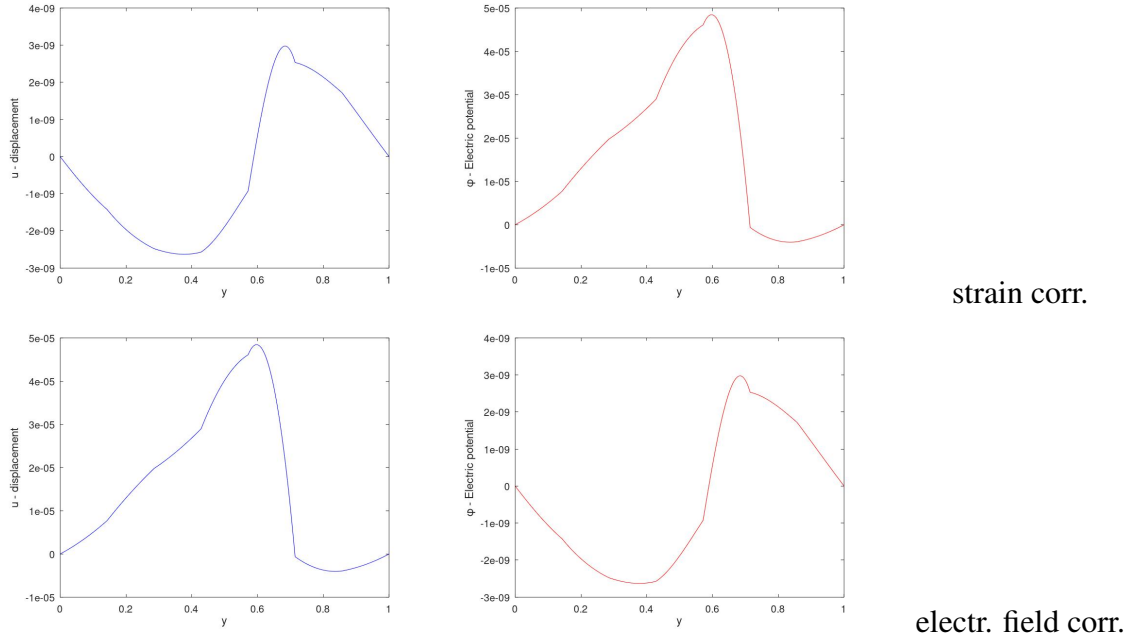 4e-09
3e-09
2e-09
1e-09
0
-1e-09
-2e-09
-3e-09
u - displacement
0 0.2 0.4 0.6 0.8 1
y
5e-05
4e-05
3e-05
2e-05
1e-05
0
-1e-05
φ - Electric potential
0 0.2 0.4 0.6 0.8 1
y
strain corr.
5e-05
4e-05
3e-05
2e-05
1e-05
0
-1e-05
u - displacement
0 0.2 0.4 0.6 0.8 1
y
4e-09
3e-09
2e-09
1e-09
0
-1e-09
-2e-09
-3e-09
φ - Electric potential
0 0.2 0.4 0.6 0.8 1
y
electr. field corr.